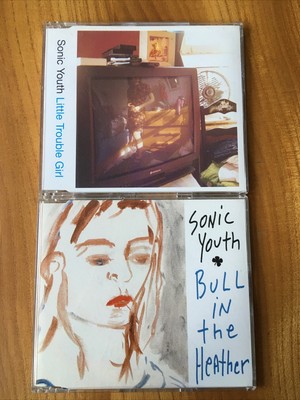 Sonic Youth Little Trouble Girl
SONIC
YOUTH
BULL
IN
the
HEATHER